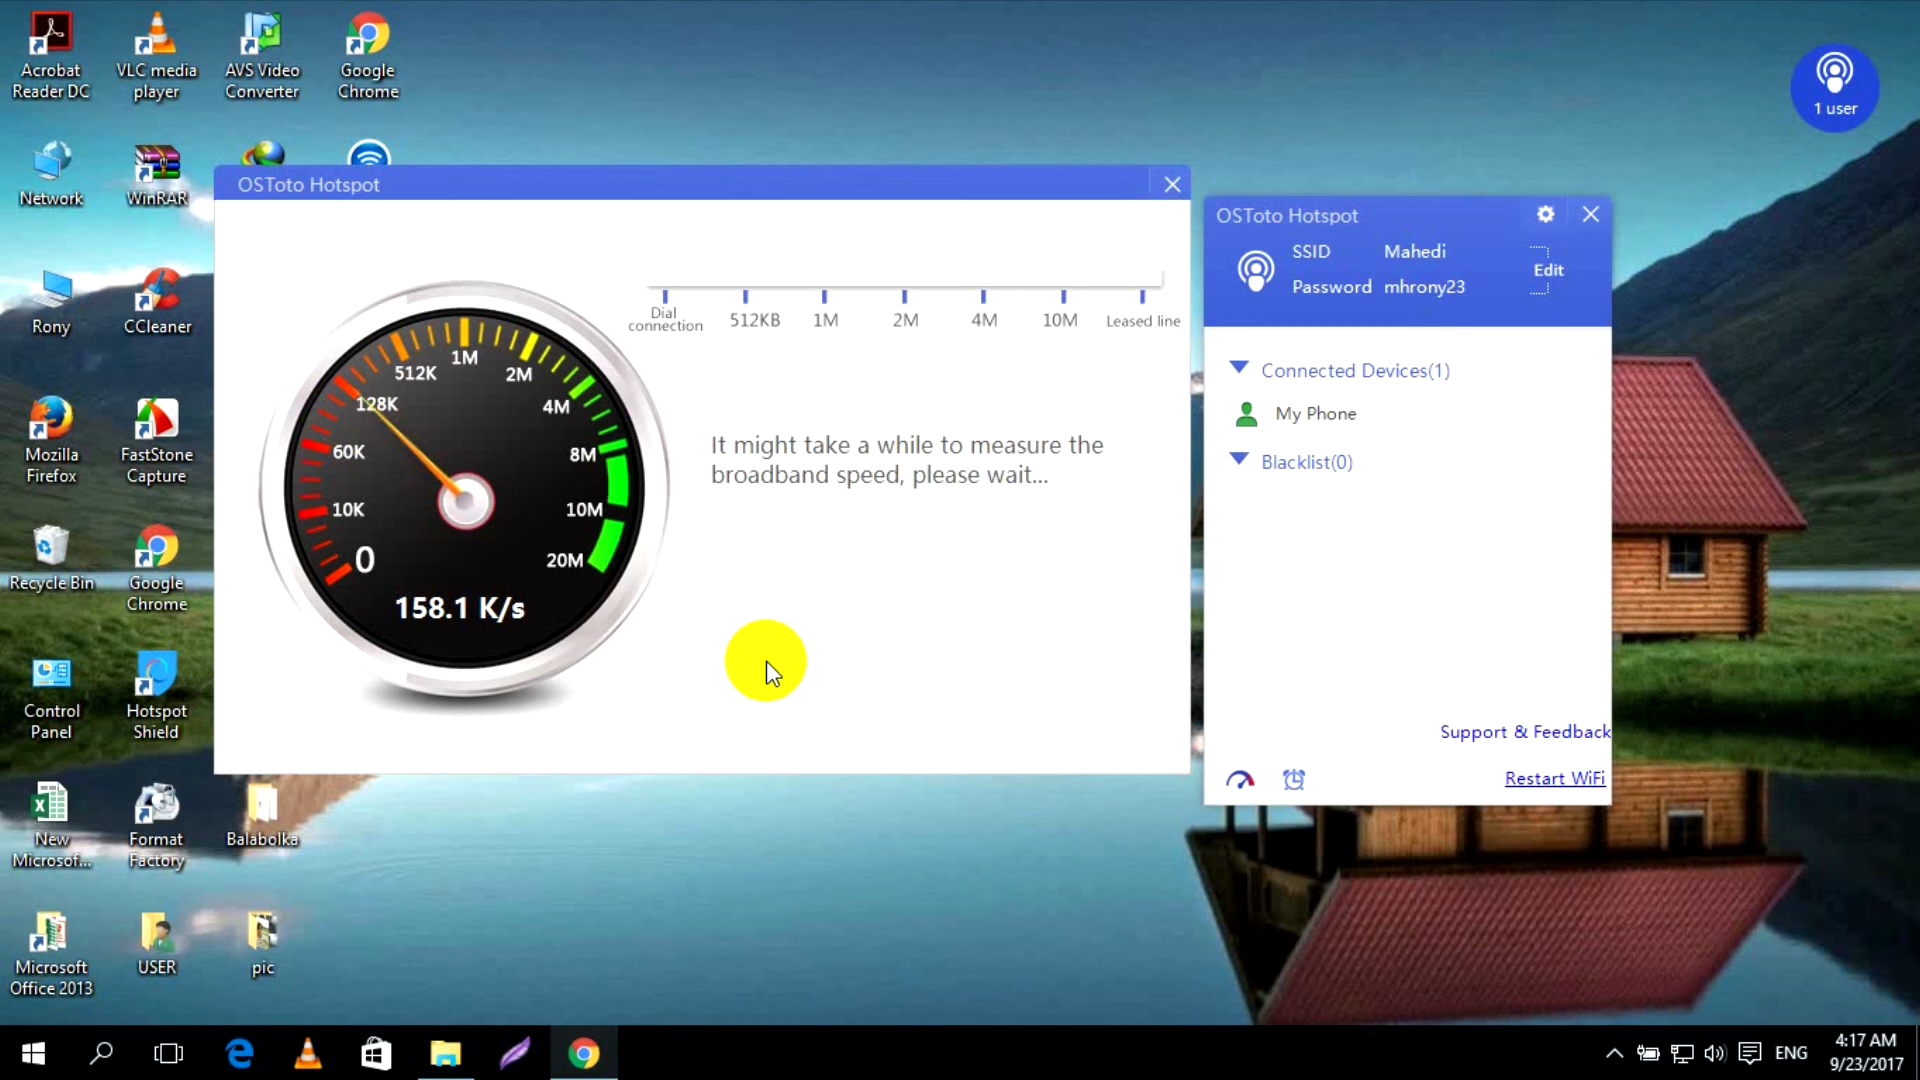 Acrobat
Reader DC
VLC media
player
AVS Video
Converter
Google
Chrome
1 user
Network
WinRAR
Rony
CCleaner
Mozilla
Firefox
FastStone
Capture
Recycle Bin
Google
Chrome
Control
Panel
Hotspot
Shield
New
Microsof...
Format
Factory
Balabolka
Microsoft
Office 2013
USER
pic
OSToto Hotspot
Dial
connection
512KB
1M
2M
4M
10M
Leased line
0
10K
60K
128K
512K
1M
2M
4M
8M
10M
20M
158.1 K/s
It might take a while to measure the
broadband speed, please wait...
OSToto Hotspot
SSID Mahedi
Edit
Password mhrony23
Connected Devices(1)
My Phone
Blacklist(0)
Support & Feedback
Restart WiFi
ENG
4:17 AM
9/23/2017